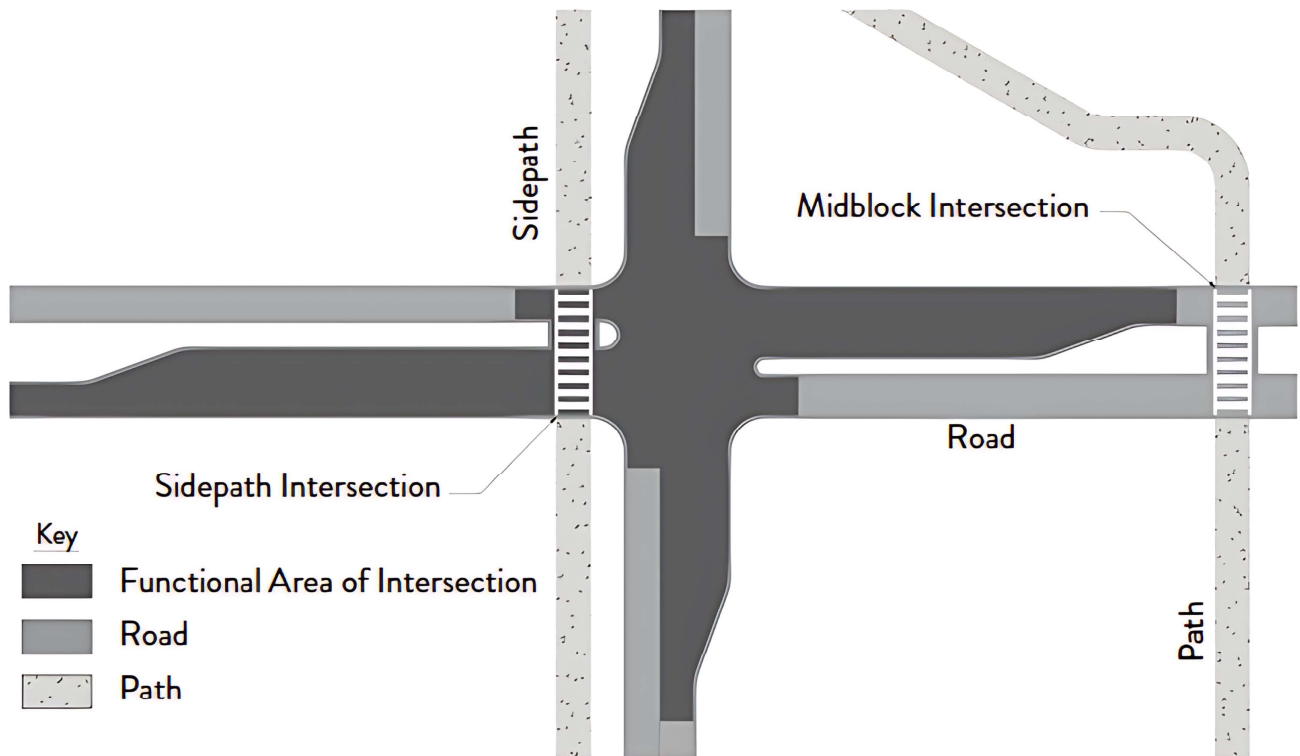 Sidepath
Midblock Intersection
Road
Sidepath Intersection
Key
Functional Area of Intersection
Road
Path
Path